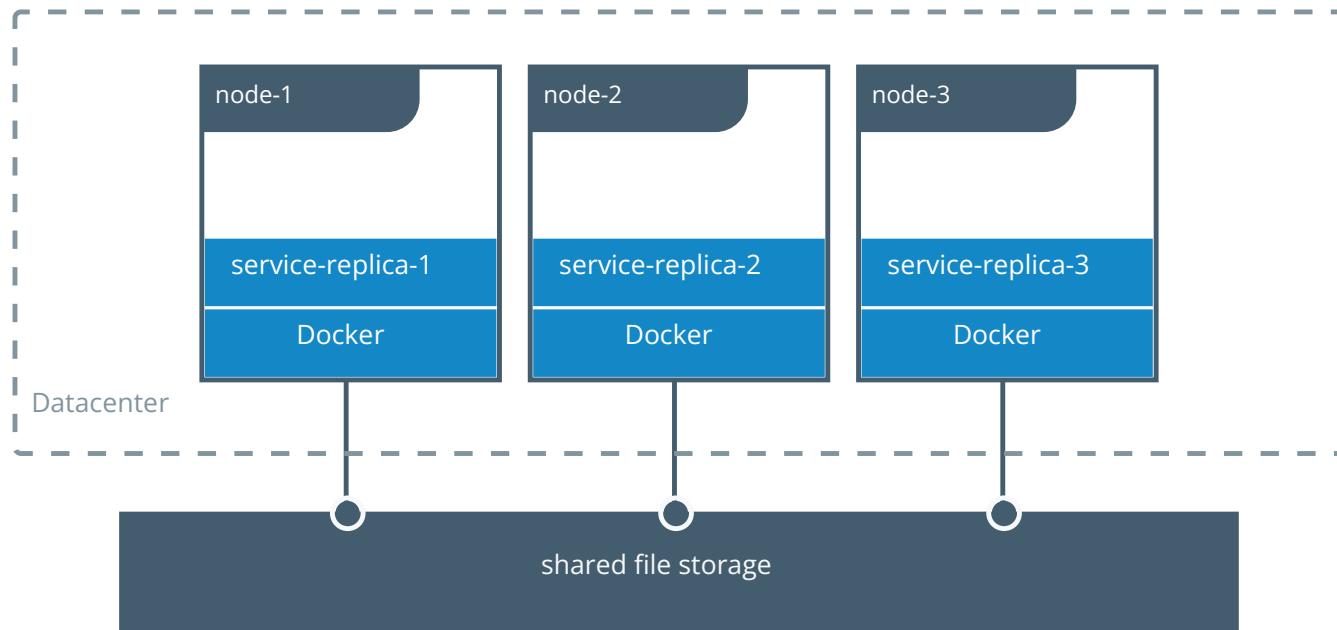 node-1
node-2
node-3
service-replica-1
service-replica-2
service-replica-3
Docker
Docker
Docker
Datacenter
shared file storage